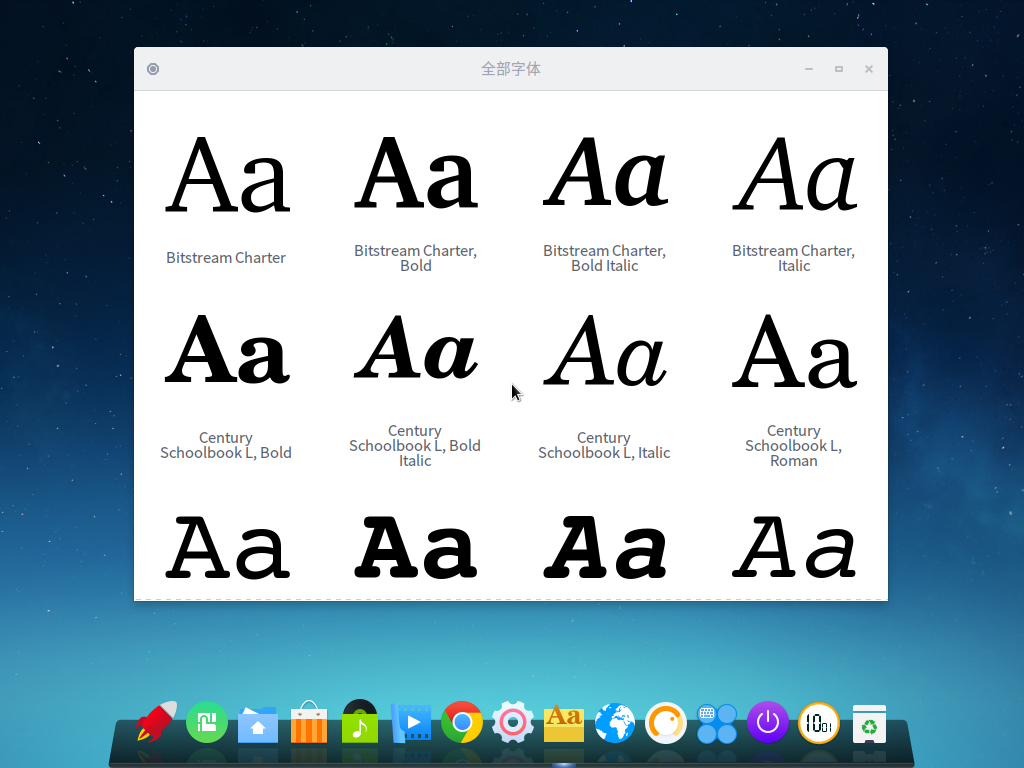 全部字体
Aa Aa Aa Aa
Bitstream Charter
Bitstream Charter,
Bold
Bitstream Charter,
Bold Italic
Bitstream Charter,
Italic
Aa Aa Aa Aa
Century
Schoolbook L, Bold
Century
Schoolbook L, Bold
Italic
Century
Schoolbook L, Italic
Century
Schoolbook L,
Roman
Aa Aa Aa Aa
Aa
1001